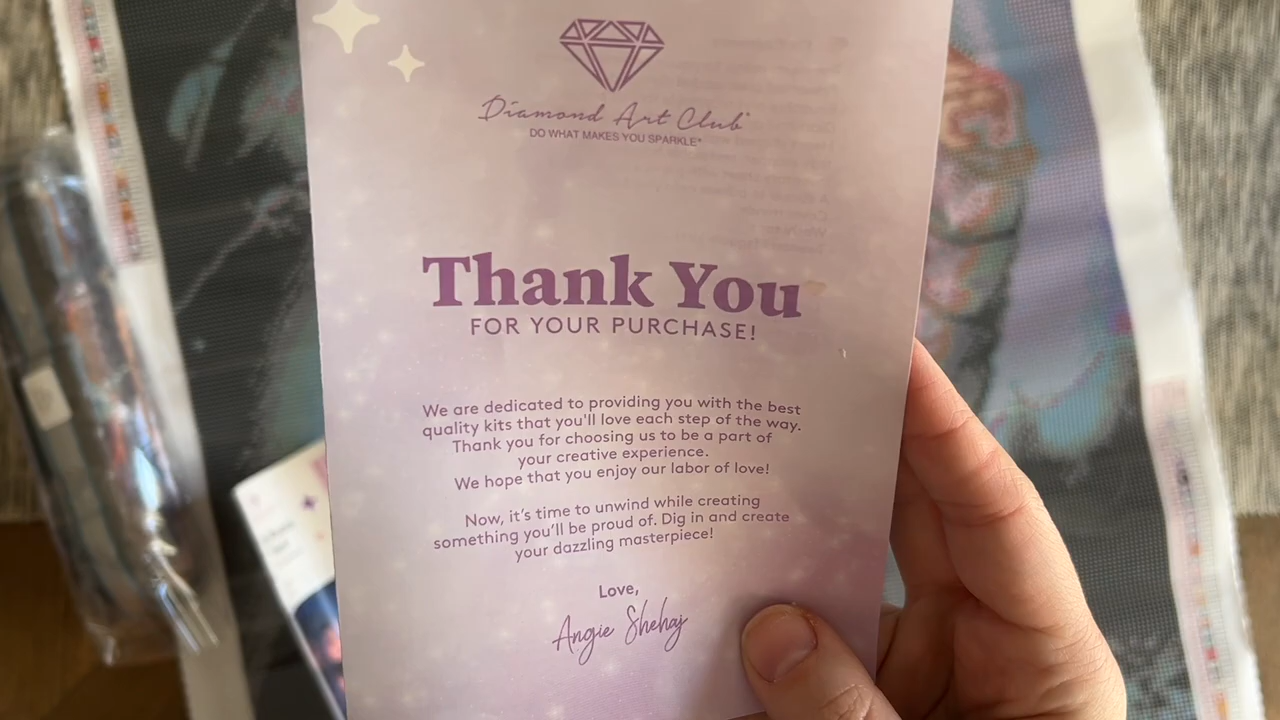 Diamond Art Club®
DO WHAT MAKES YOU SPARKLE®
Thank You
FOR YOUR PURCHASE!
We are dedicated to providing you with the best
quality kits that you'll love each step of the way.
Thank you for choosing us to be a part of
your creative experience.
We hope that you enjoy our labor of love!
Now, it's time to unwind while creating
something you'll be proud of. Dig in and create
your dazzling masterpiece!
Love,
Angie Shehaj